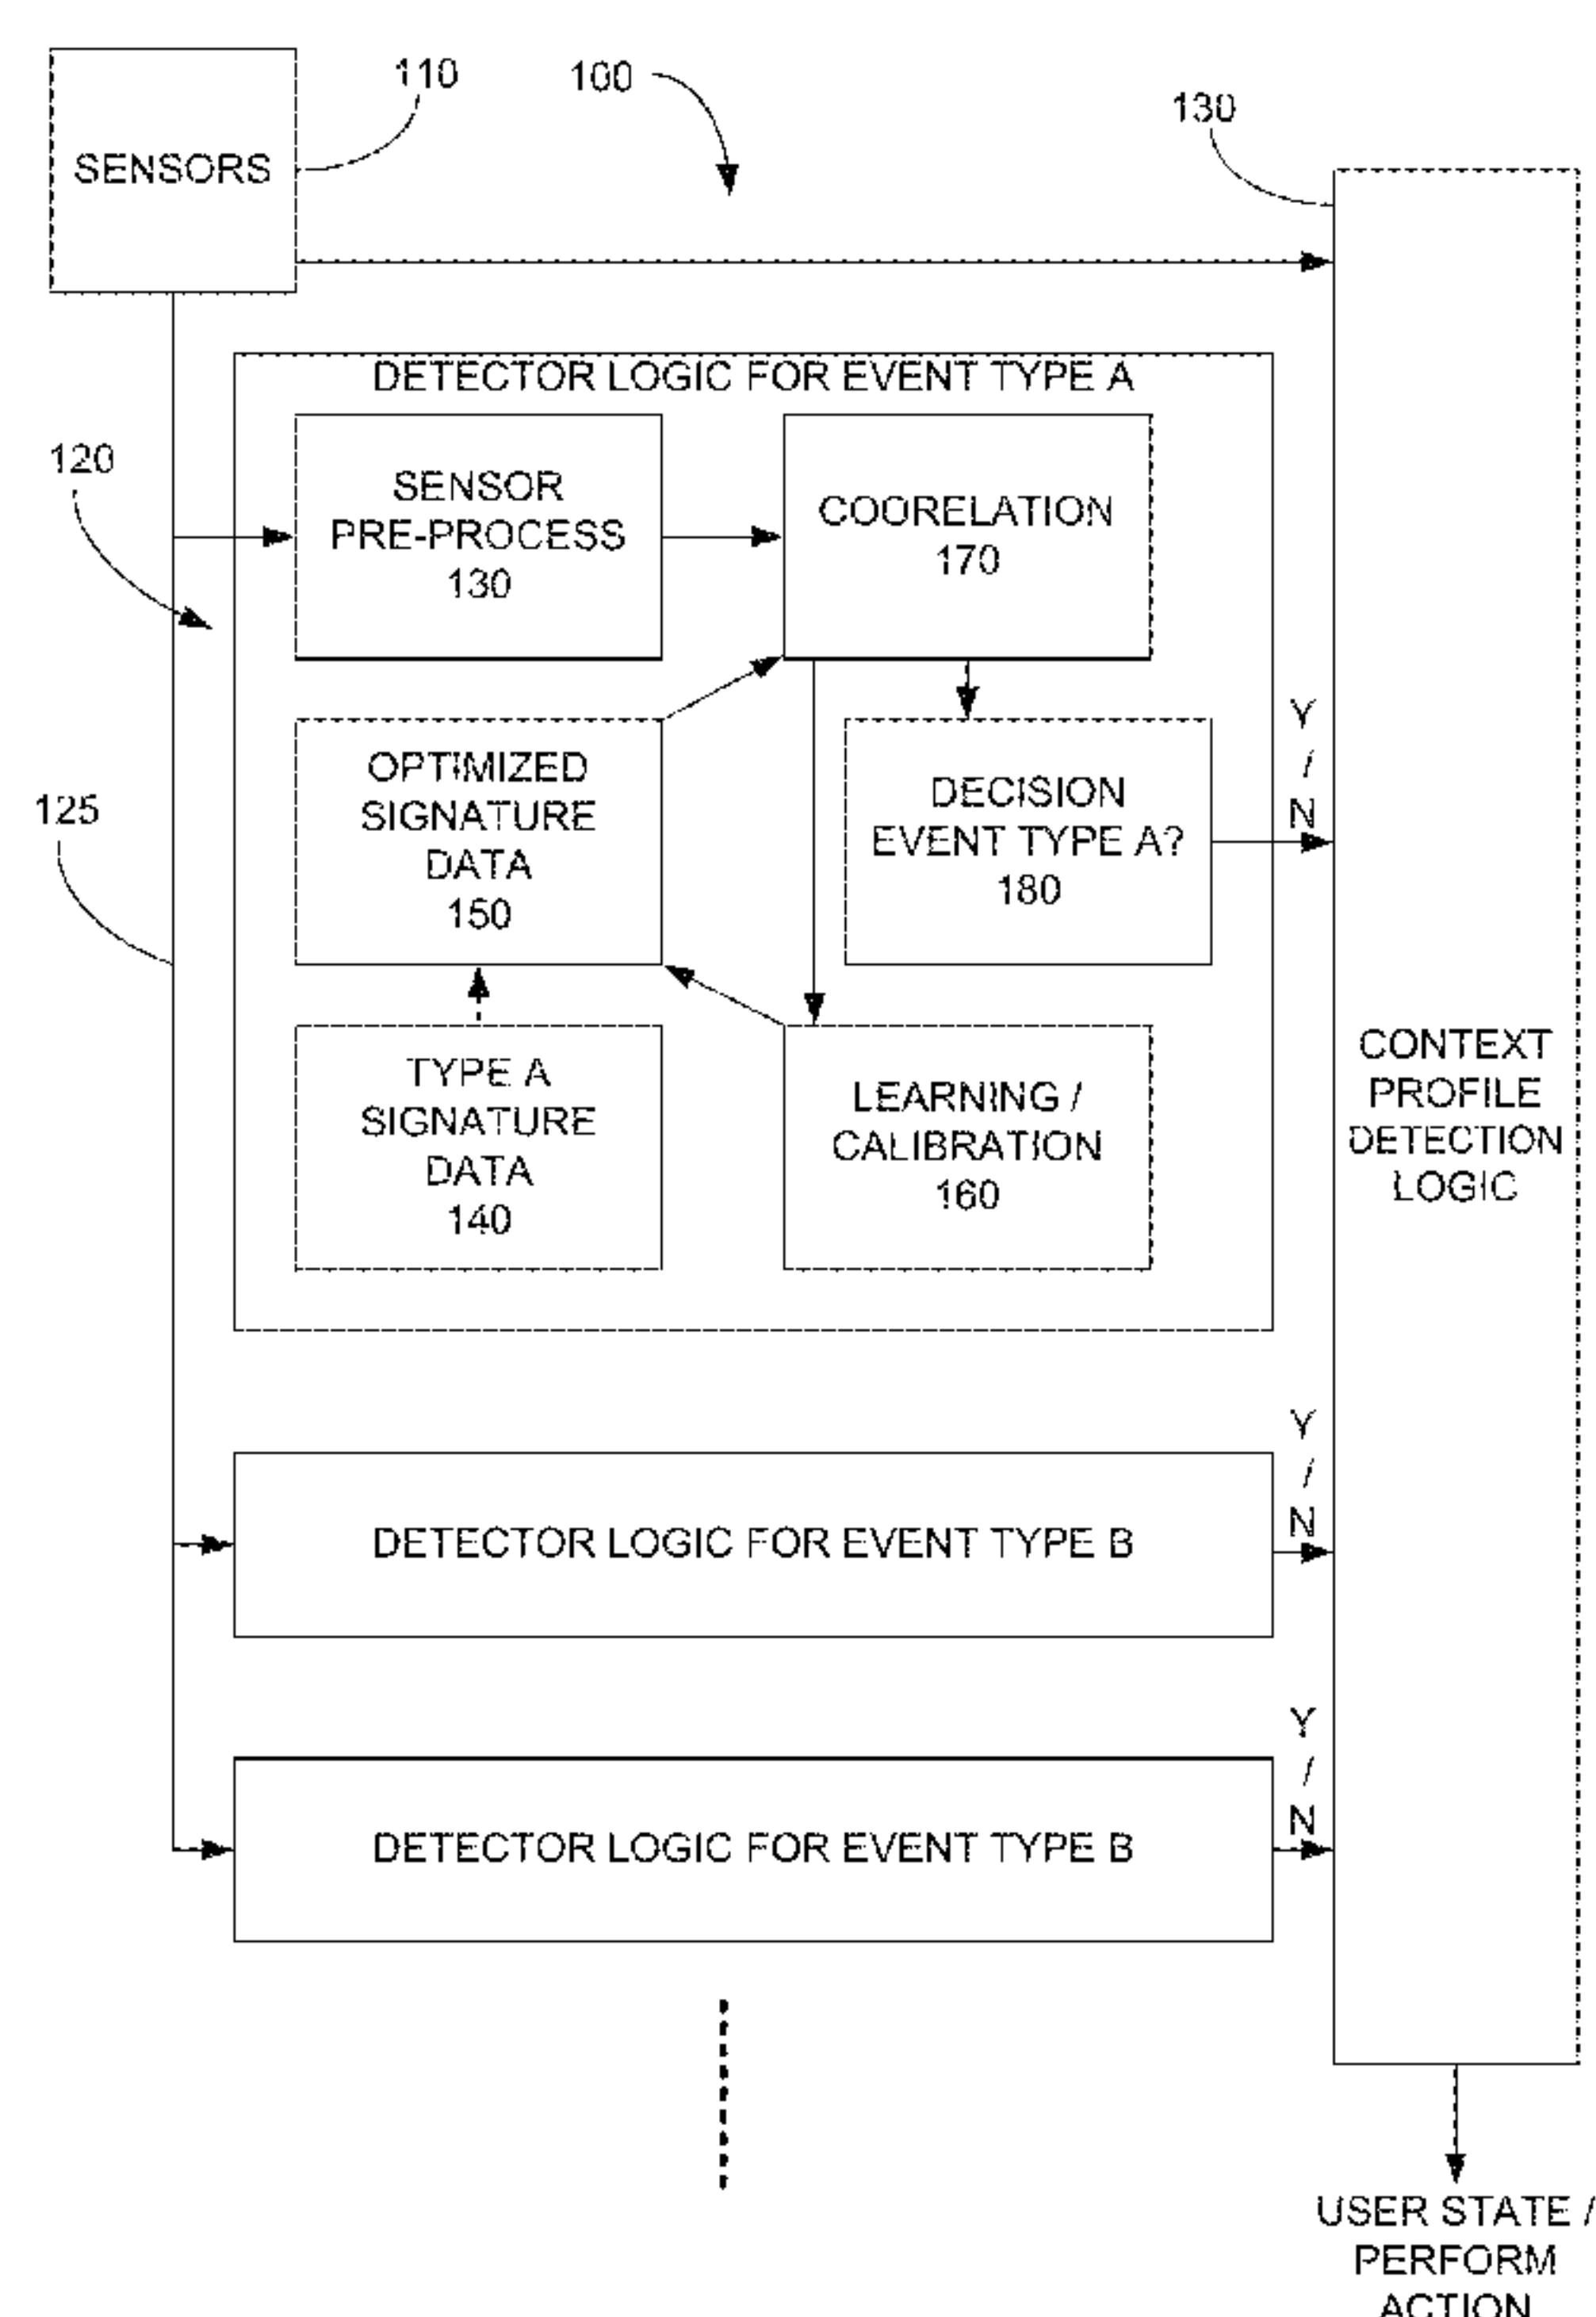 110
100
130
SENSORS
DETECTOR LOGIC FOR EVENT TYPE A
120
SENSOR
PRE-PROCESS
130
COORELATION
170
OPTIMIZED
SIGNATURE
DATA
150
DECISION
EVENT TYPE A?
180
Y
/
N
125
TYPE A
SIGNATURE
DATA
140
LEARNING /
CALIBRATION
160
CONTEXT
PROFILE
DETECTION
LOGIC
DETECTOR LOGIC FOR EVENT TYPE B
Y
/
N
DETECTOR LOGIC FOR EVENT TYPE B
Y
/
N
USER STATE /
PERFORM
ACTION